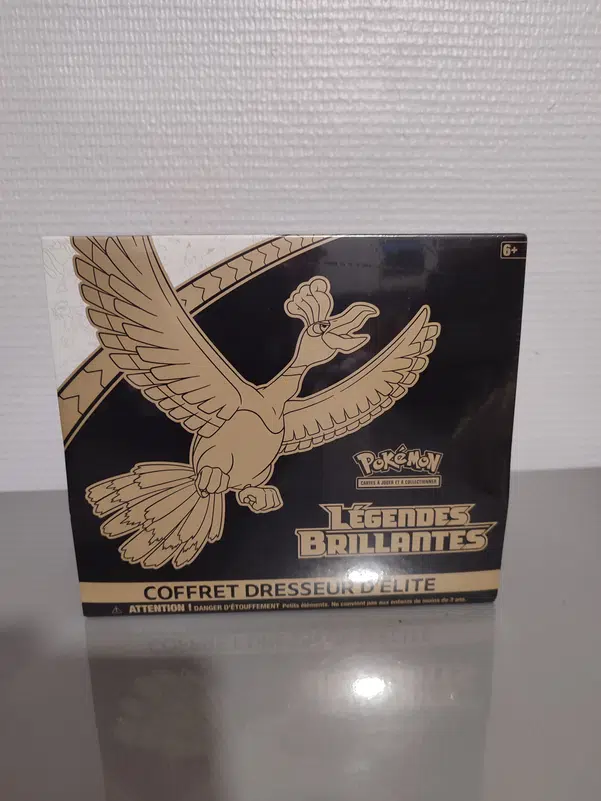 6+
POKéMON
CARTES À JOUER ET À COLLECTIONNER
LÉGENDES
BRILLANTES
COFFRET DRESSEUR D'ÉLITE
ATTENTION ! DANGER D'ÉTOUFFEMENT Petits éléments. Ne convient pas aux enfants de moins de 3 ans.